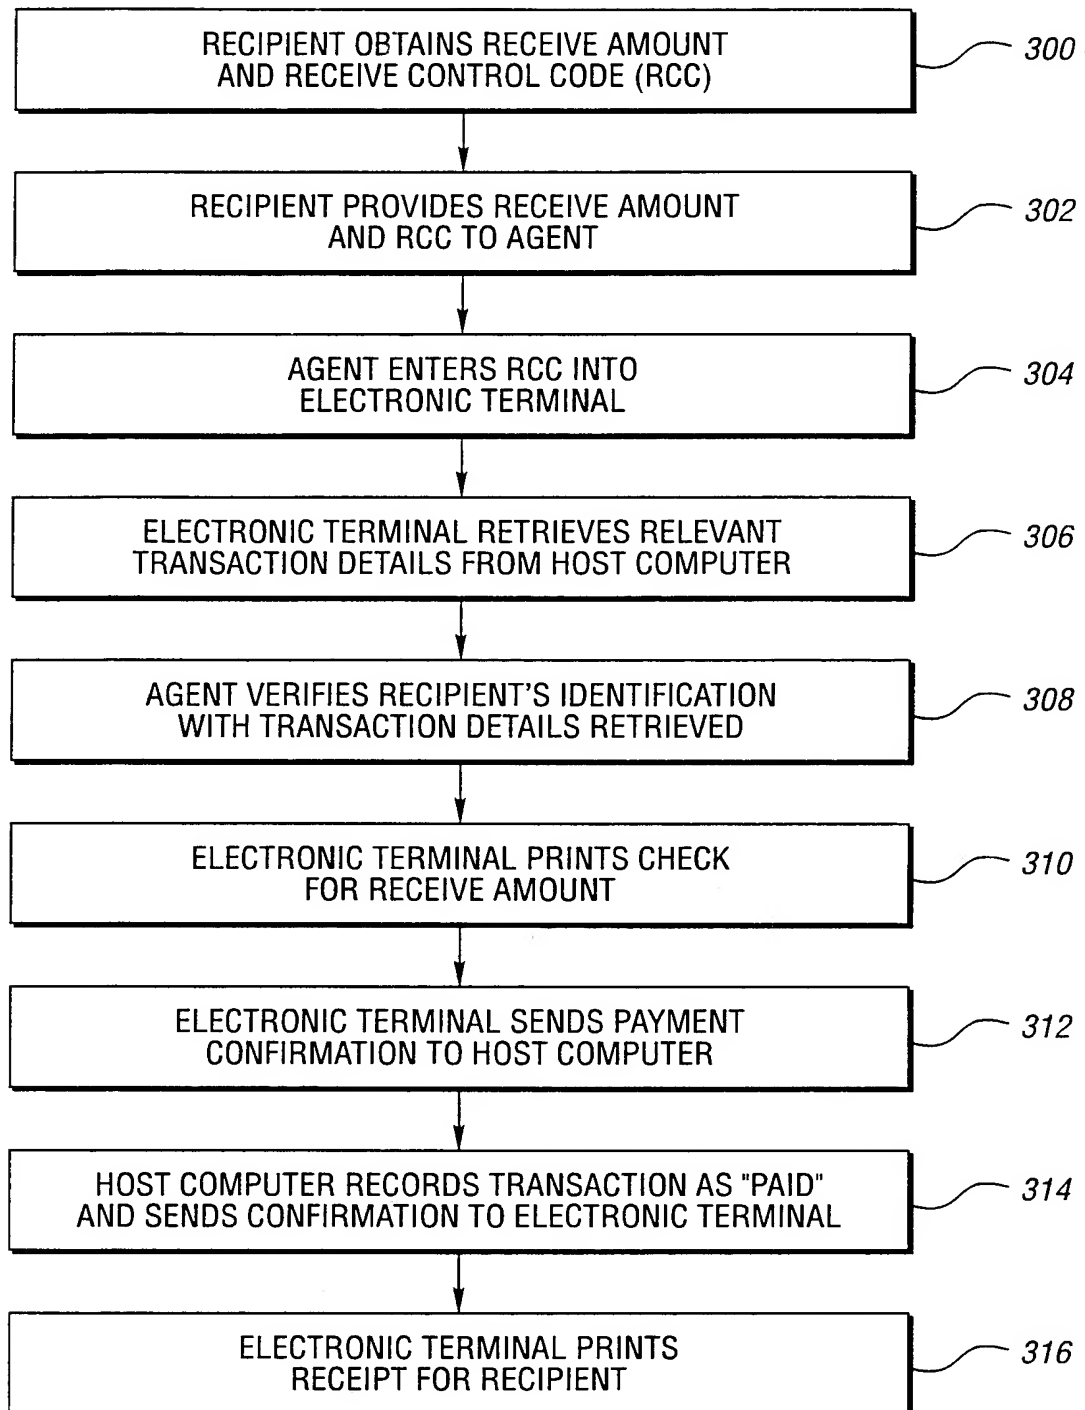 RECIPIENT OBTAINS RECEIVE AMOUNT
AND RECEIVE CONTROL CODE (RCC)
300
RECIPIENT PROVIDES RECEIVE AMOUNT
AND RCC TO AGENT
302
AGENT ENTERS RCC INTO
ELECTRONIC TERMINAL
304
ELECTRONIC TERMINAL RETRIEVES RELEVANT
TRANSACTION DETAILS FROM HOST COMPUTER
306
AGENT VERIFIES RECIPIENT'S IDENTIFICATION
WITH TRANSACTION DETAILS RETRIEVED
308
ELECTRONIC TERMINAL PRINTS CHECK
FOR RECEIVE AMOUNT
310
ELECTRONIC TERMINAL SENDS PAYMENT
CONFIRMATION TO HOST COMPUTER
312
HOST COMPUTER RECORDS TRANSACTION AS "PAID"
AND SENDS CONFIRMATION TO ELECTRONIC TERMINAL
314
ELECTRONIC TERMINAL PRINTS
RECEIPT FOR RECIPIENT
316